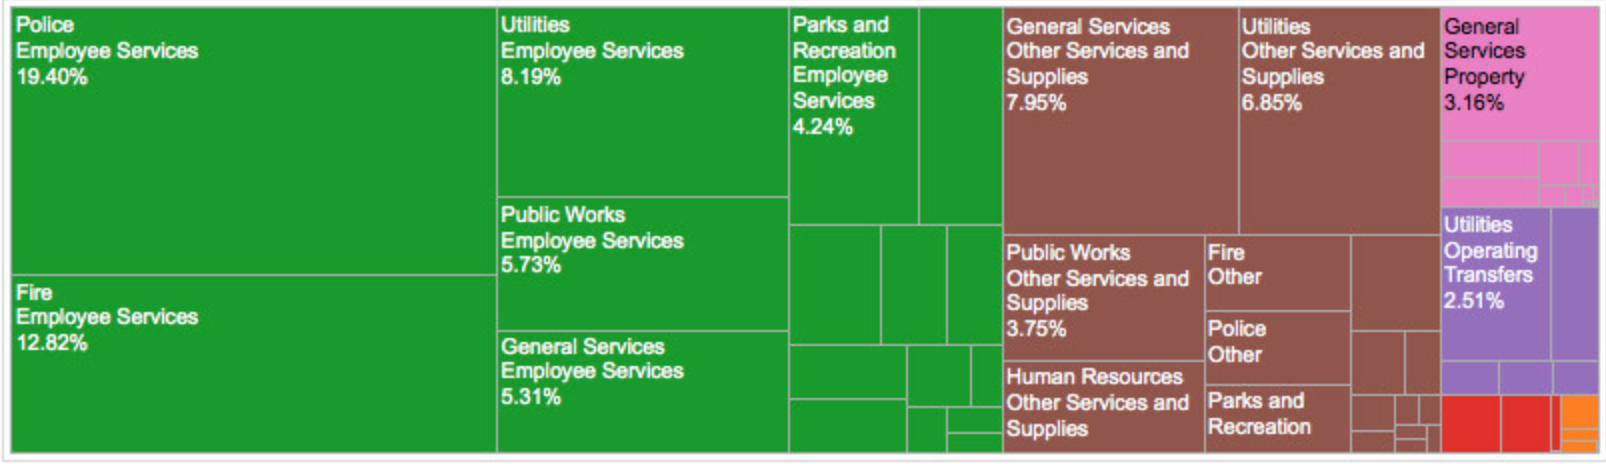 Police
Employee Services
19.40%
Fire
Employee Services
12.82%
Utilities
Employee Services
8.19%
Public Works
Employee Services
5.73%
General Services
Employee Services
5.31%
Parks and
Recreation
Employee
Services
4.24%
General Services
Other Services and
Supplies
7.95%
Utilities
Other Services and
Supplies
6.85%
Public Works
Other Services and
Supplies
3.75%
Human Resources
Other Services and
Supplies
Fire
Other
Police
Other
Parks and
Recreation
General
Services
Property
3.16%
Utilities
Operating
Transfers
2.51%